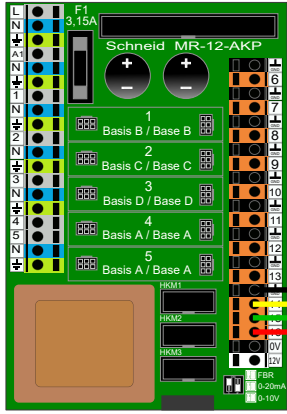 L
N
A1
N
1
N
2
N
3
N
4
5
N
F1
3,15A
Schneid MR-12-AKP
1
Basis B / Base B
2
Basis C / Base C
3
Basis D / Base D
4
Basis A / Base A
5
Basis A / Base A
HKM1
HKM2
HKM3
6
7
8
9
10
11
12
13
0V
12V
FBR
0-20mA
0-10V